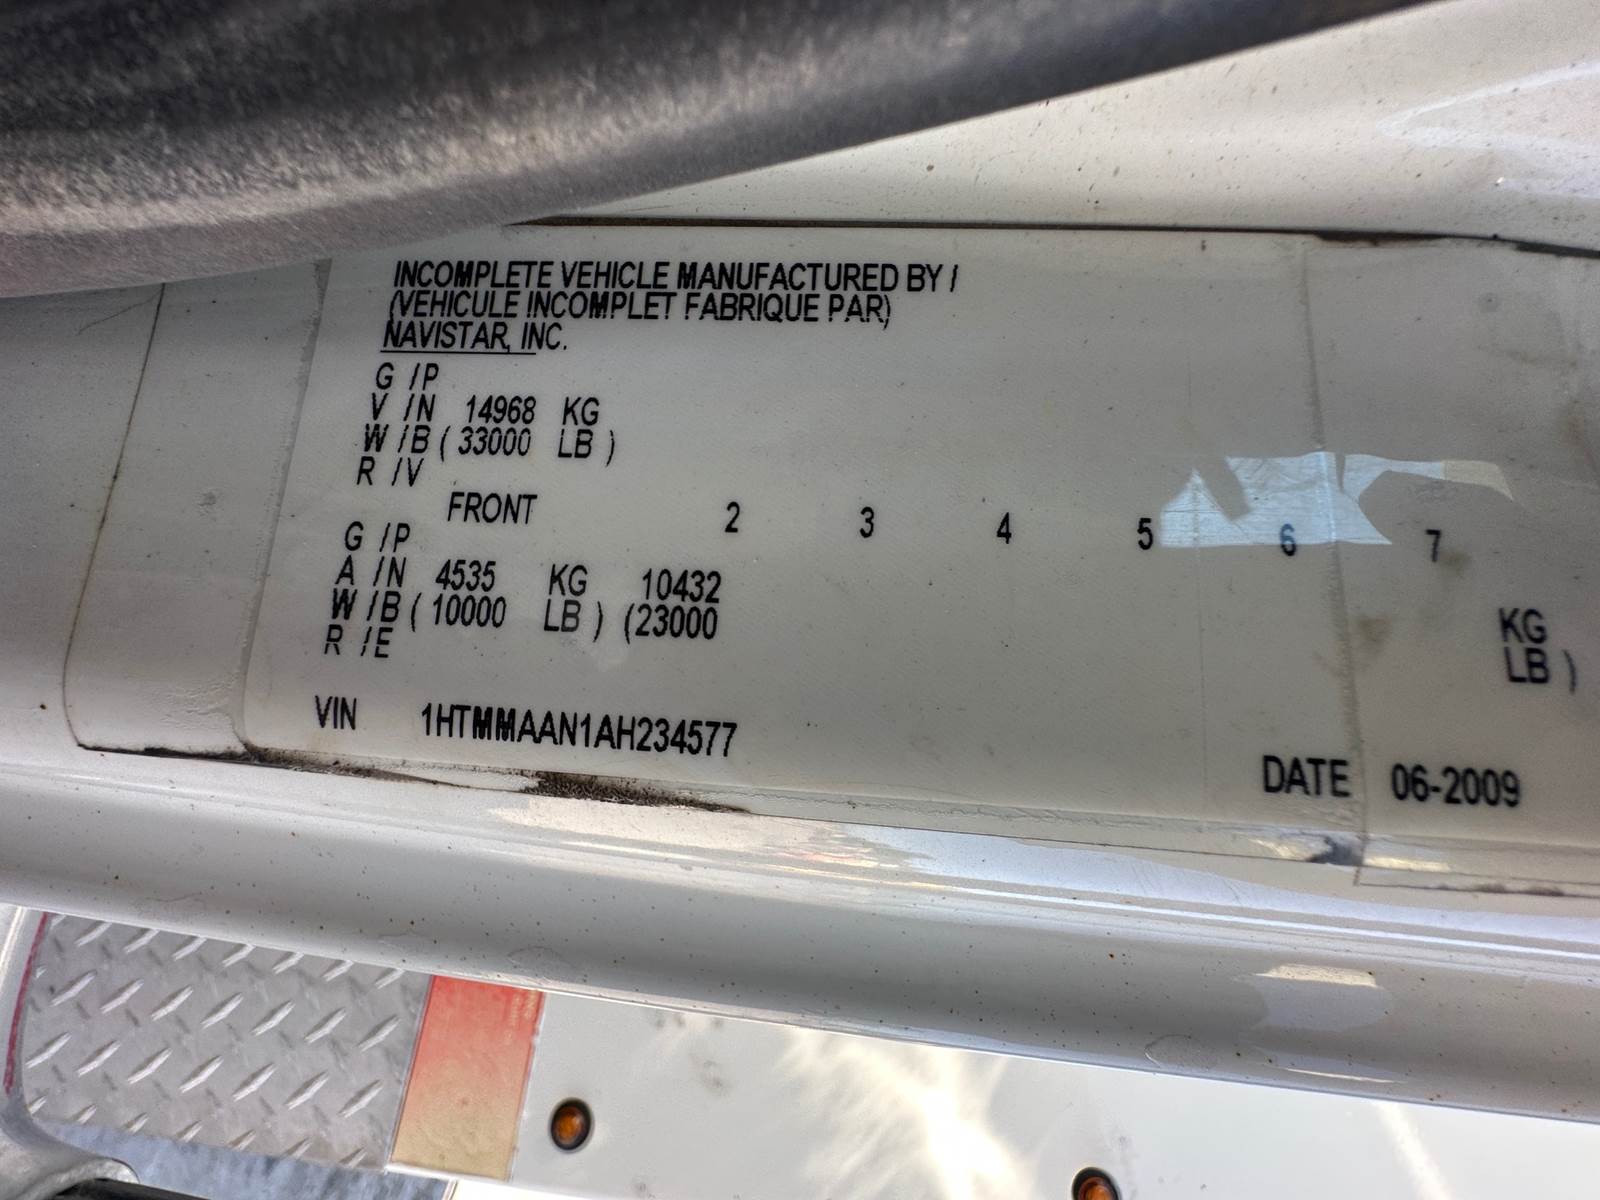 INCOMPLETE VEHICLE MANUFACTURED BY /
(VEHICULE INCOMPLET FABRIQUE PAR)
NAVISTAR, INC.
G /P
V /N 14968 KG
W /B ( 33000 LB )
R /V
FRONT 2 3 4 5 6 7
G /P
A /N 4535 KG 10432 KG
W /B ( 10000 LB ) (23000 LB )
R /E
VIN 1HTMMAAN1AH234577
DATE 06-2009